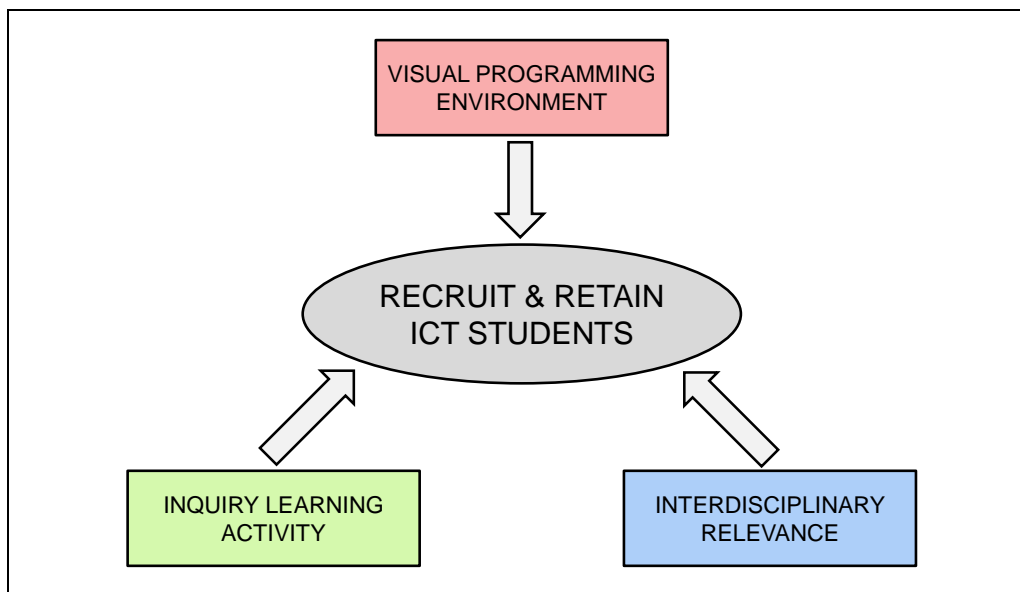 VISUAL PROGRAMMING
ENVIRONMENT
RECRUIT & RETAIN
ICT STUDENTS
INQUIRY LEARNING
ACTIVITY
INTERDISCIPLINARY
RELEVANCE